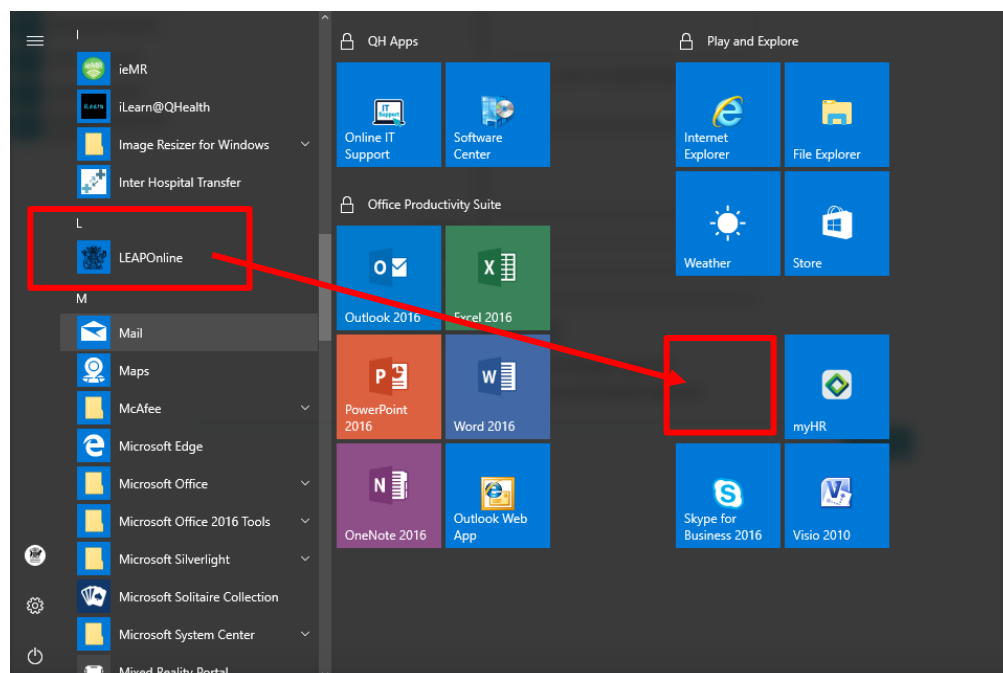 I
ieMR
iLearn@QHealth
Image Resizer for Windows
Inter Hospital Transfer
L
LEAPOnline
M
Mail
Maps
McAfee
Microsoft Edge
Microsoft Office
Microsoft Office 2016 Tools
Microsoft Silverlight
Microsoft Solitaire Collection
Microsoft System Center
Mixed Reality Portal
QH Apps
IT
Support
Online IT
Support
Software
Center
Office Productivity Suite
Outlook 2016
Excel 2016
PowerPoint
2016
Word 2016
OneNote 2016
Outlook Web
App
Play and Explore
Internet
Explorer
File Explorer
Weather
Store
myHR
Skype for
Business 2016
Visio 2010